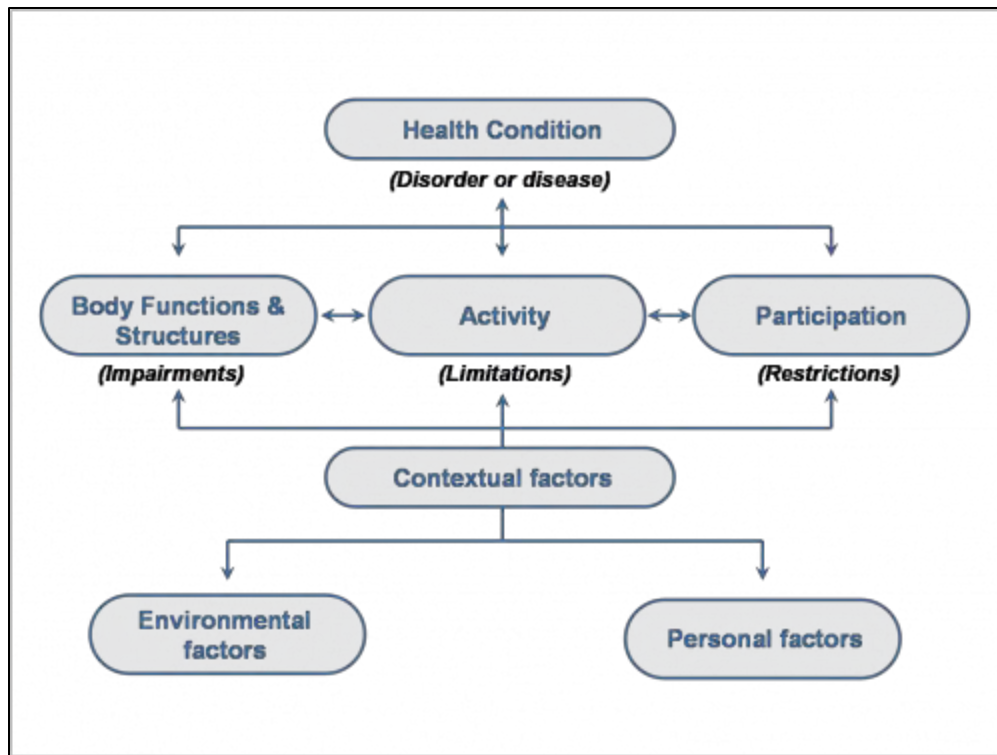 Health Condition
(Disorder or disease)
Body Functions &
Structures
Activity
Participation
(Impairments)
(Limitations)
(Restrictions)
Contextual factors
Environmental
factors
Personal factors